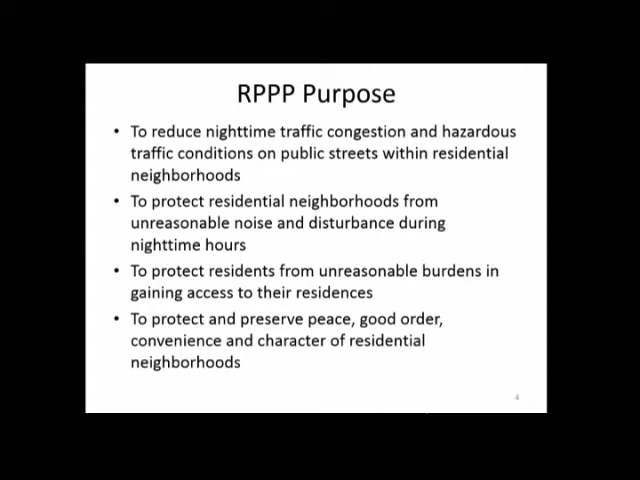 RPPP Purpose
• To reduce nighttime traffic congestion and hazardous
traffic conditions on public streets within residential
neighborhoods
• To protect residential neighborhoods from
unreasonable noise and disturbance during
nighttime hours
• To protect residents from unreasonable burdens in
gaining access to their residences
• To protect and preserve peace, good order,
convenience and character of residential
neighborhoods
4